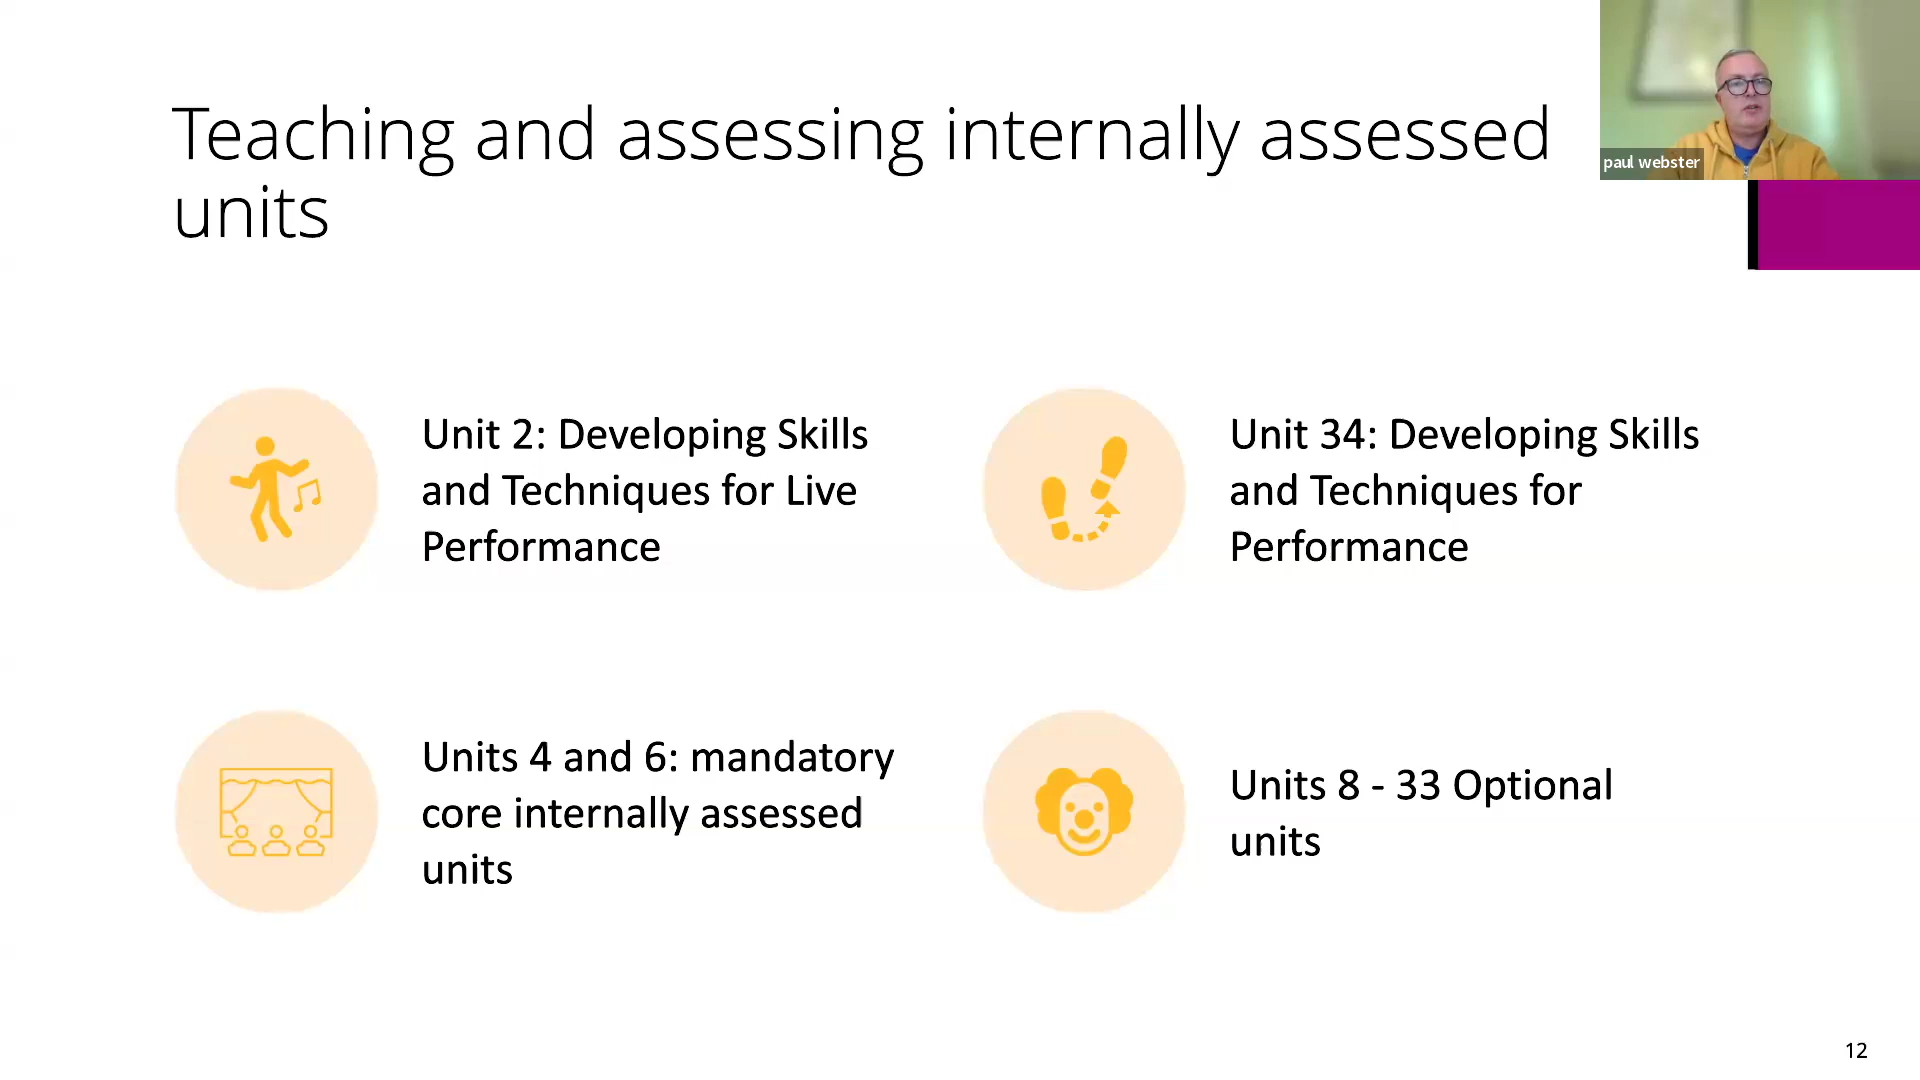 Teaching and assessing internally assessed
units
paul webster
Unit 2: Developing Skills
and Techniques for Live
Performance
Unit 34: Developing Skills
and Techniques for
Performance
Units 4 and 6: mandatory
core internally assessed
units
Units 8 - 33 Optional
units
12